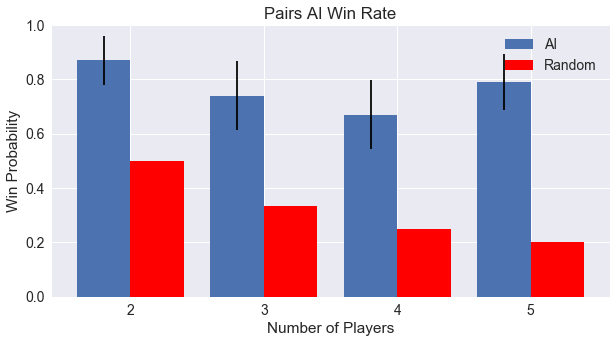 Pairs AI Win Rate
1.0
0.8
0.6
0.4
0.2
0.0
Win Probability
AI
Random
2 3 4 5
Number of Players